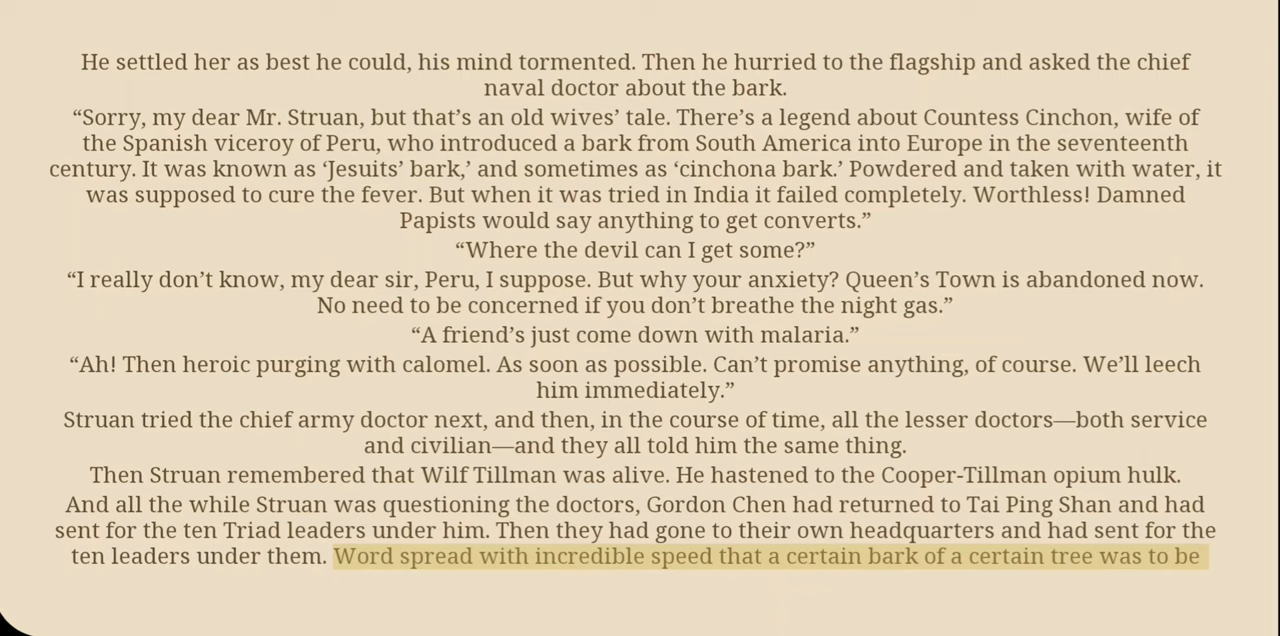 He settled her as best he could, his mind tormented. Then he hurried to the flagship and asked the chief
naval doctor about the bark.
“Sorry, my dear Mr. Struan, but that’s an old wives’ tale. There’s a legend about Countess Cinchon, wife of
the Spanish viceroy of Peru, who introduced a bark from South America into Europe in the seventeenth
century. It was known as ‘Jesuits’ bark,’ and sometimes as ‘cinchona bark.’ Powdered and taken with water, it
was supposed to cure the fever. But when it was tried in India it failed completely. Worthless! Damned
Papists would say anything to get converts.”
“Where the devil can I get some?”
“I really don’t know, my dear sir, Peru, I suppose. But why your anxiety? Queen’s Town is abandoned now.
No need to be concerned if you don’t breathe the night gas.”
“A friend’s just come down with malaria.”
“Ah! Then heroic purging with calomel. As soon as possible. Can’t promise anything, of course. We’ll leech
him immediately.”
Struan tried the chief army doctor next, and then, in the course of time, all the lesser doctors—both service
and civilian—and they all told him the same thing.
Then Struan remembered that Wilf Tillman was alive. He hastened to the Cooper-Tillman opium hulk.
And all the while Struan was questioning the doctors, Gordon Chen had returned to Tai Ping Shan and had
sent for the ten Triad leaders under him. Then they had gone to their own headquarters and had sent for the
ten leaders under them. Word spread with incredible speed that a certain bark of a certain tree was to be